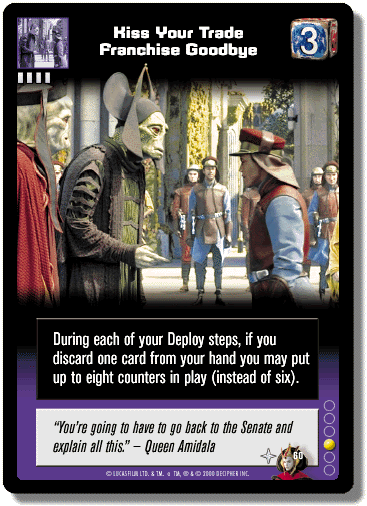 Kiss Your Trade
Franchise Goodbye
3
During each of your Deploy steps, if you
discard one card from your hand you may put
up to eight counters in play (instead of six).
"You're going to have to go back to the Senate and
explain all this." – Queen Amidala
60
© LUCASFILM LTD. & TM. ® TM, ® & © 2000 DECIPHER INC.